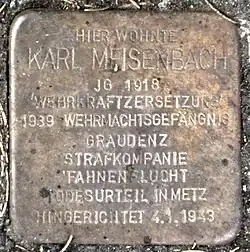 HIER WOHNTE
KARL MEISENBACH
JG. 1918
'WEHRKRAFTZERSETZUNG'
1939 WEHRMACHTSGEFÄNGNIS
GRAUDENZ
STRAFKOMPANIE
'FAHNENFLUCHT'
TODESURTEIL IN METZ
HINGERICHTET 4.1.1943